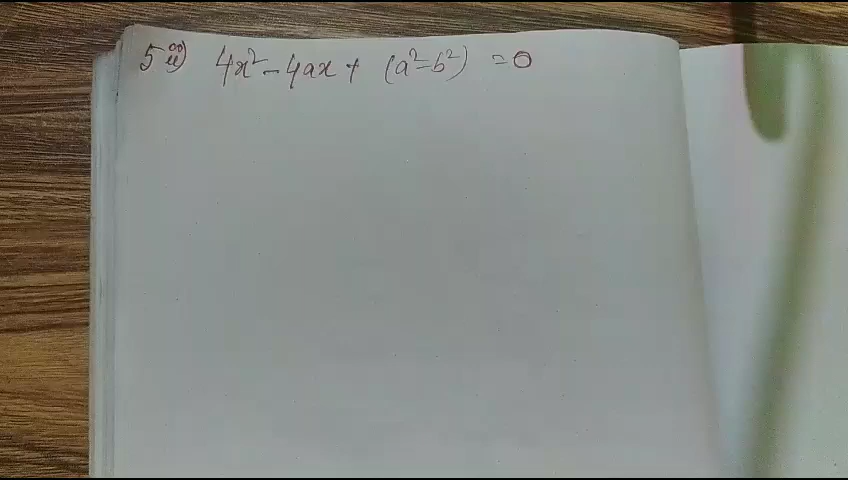 5 ii) 4x² - 4ax + (a² - b²) = 0